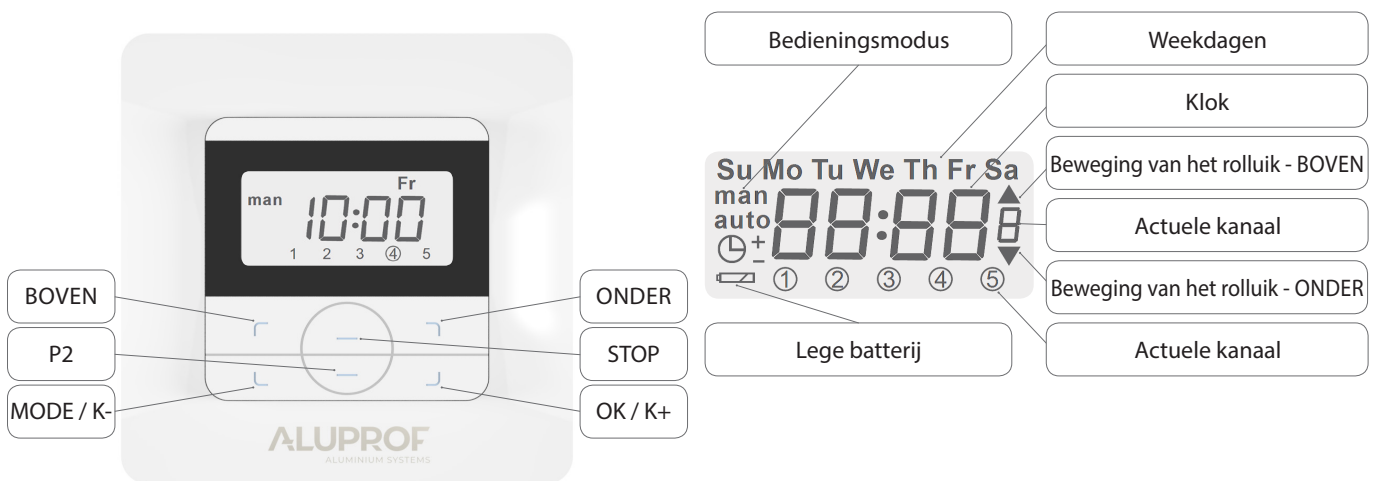 Fr
man
10:00
1 2 3 ④ 5
BOVEN
P2
MODE / K-
ONDER
STOP
OK / K+
ALUPROF
ALUMINIUM SYSTEMS
Bedieningsmodus
Weekdagen
Klok
Beweging van het rolluik - BOVEN
Actuele kanaal
Beweging van het rolluik - ONDER
Actuele kanaal
Lege batterij
Su Mo Tu We Th Fr Sa
man
auto
88:88
8
+
-
① ② ③ ④ ⑤